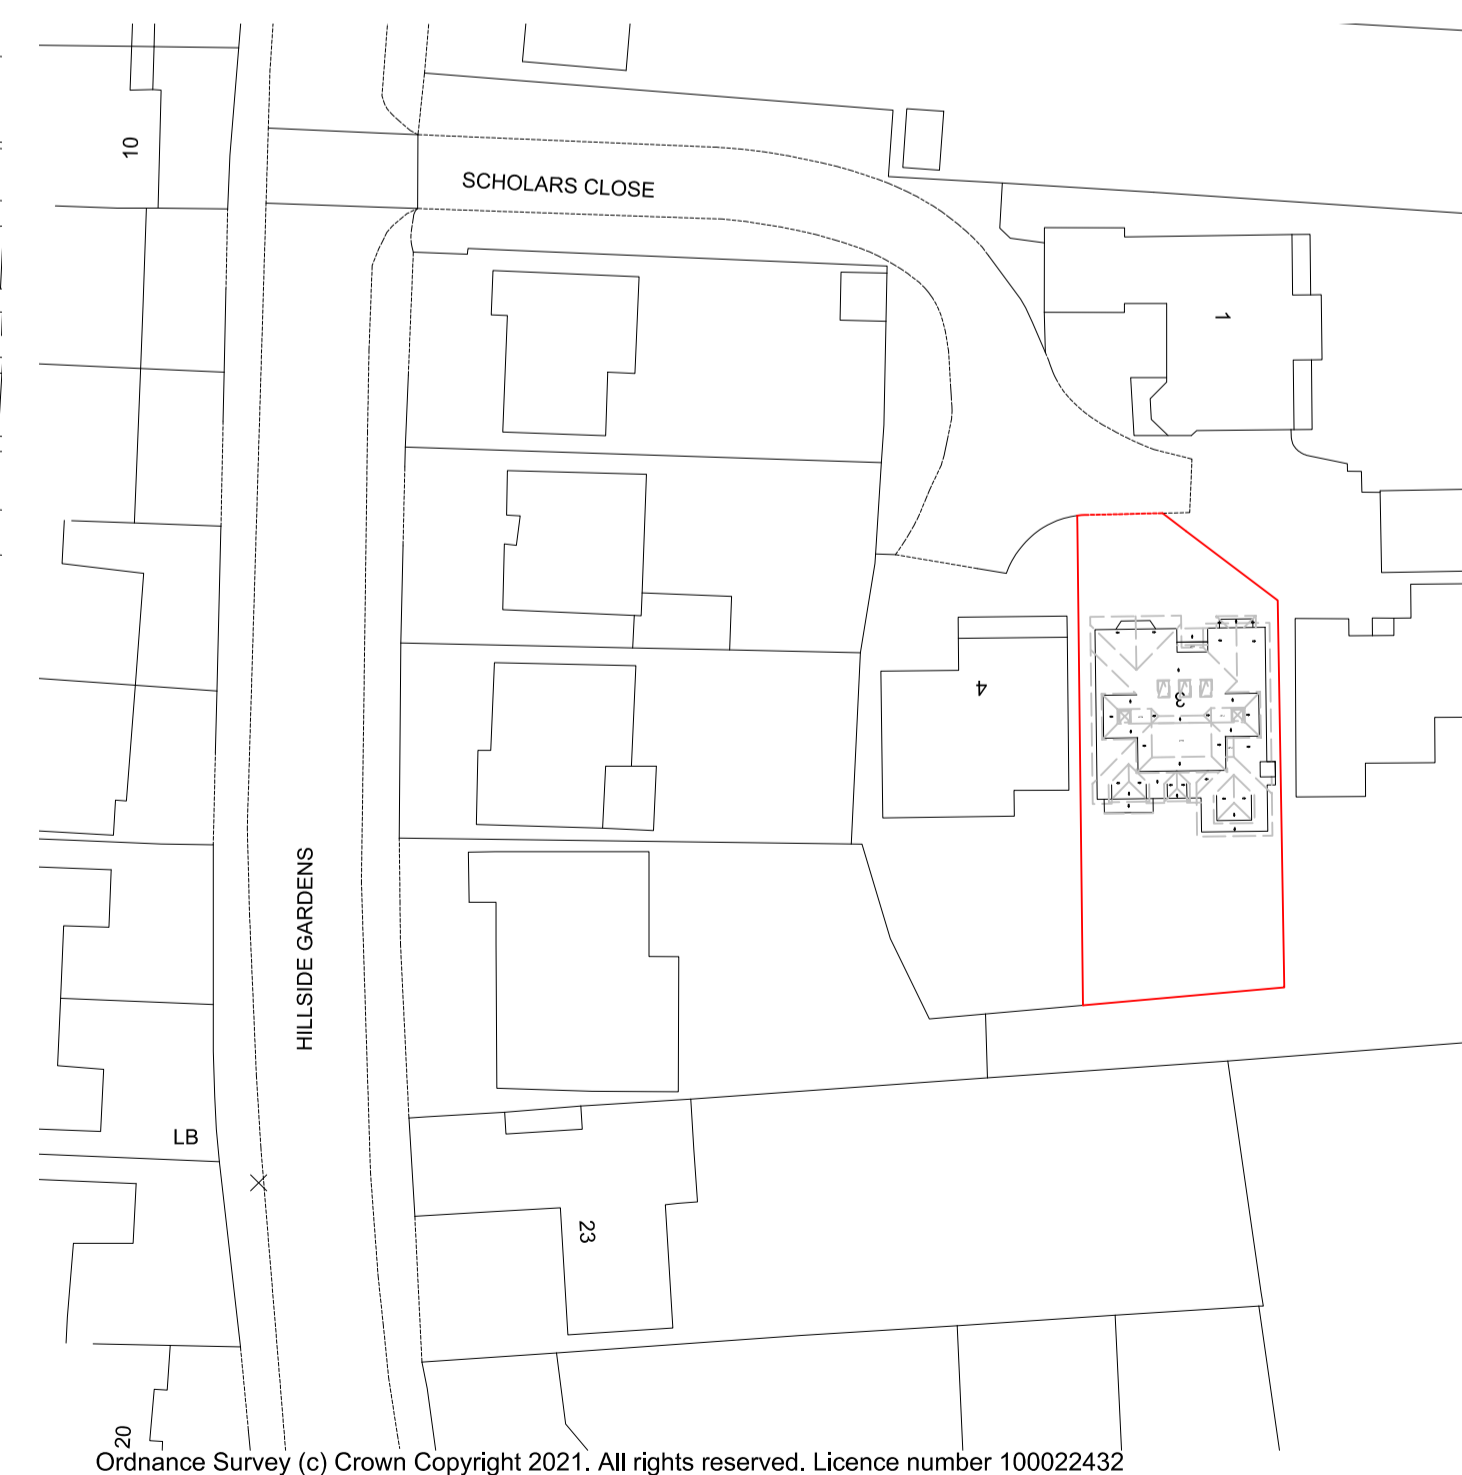 10
SCHOLARS CLOSE
1
4
3
HILLSIDE GARDENS
LB
23
20
Ordnance Survey (c) Crown Copyright 2021. All rights reserved. Licence number 100022432